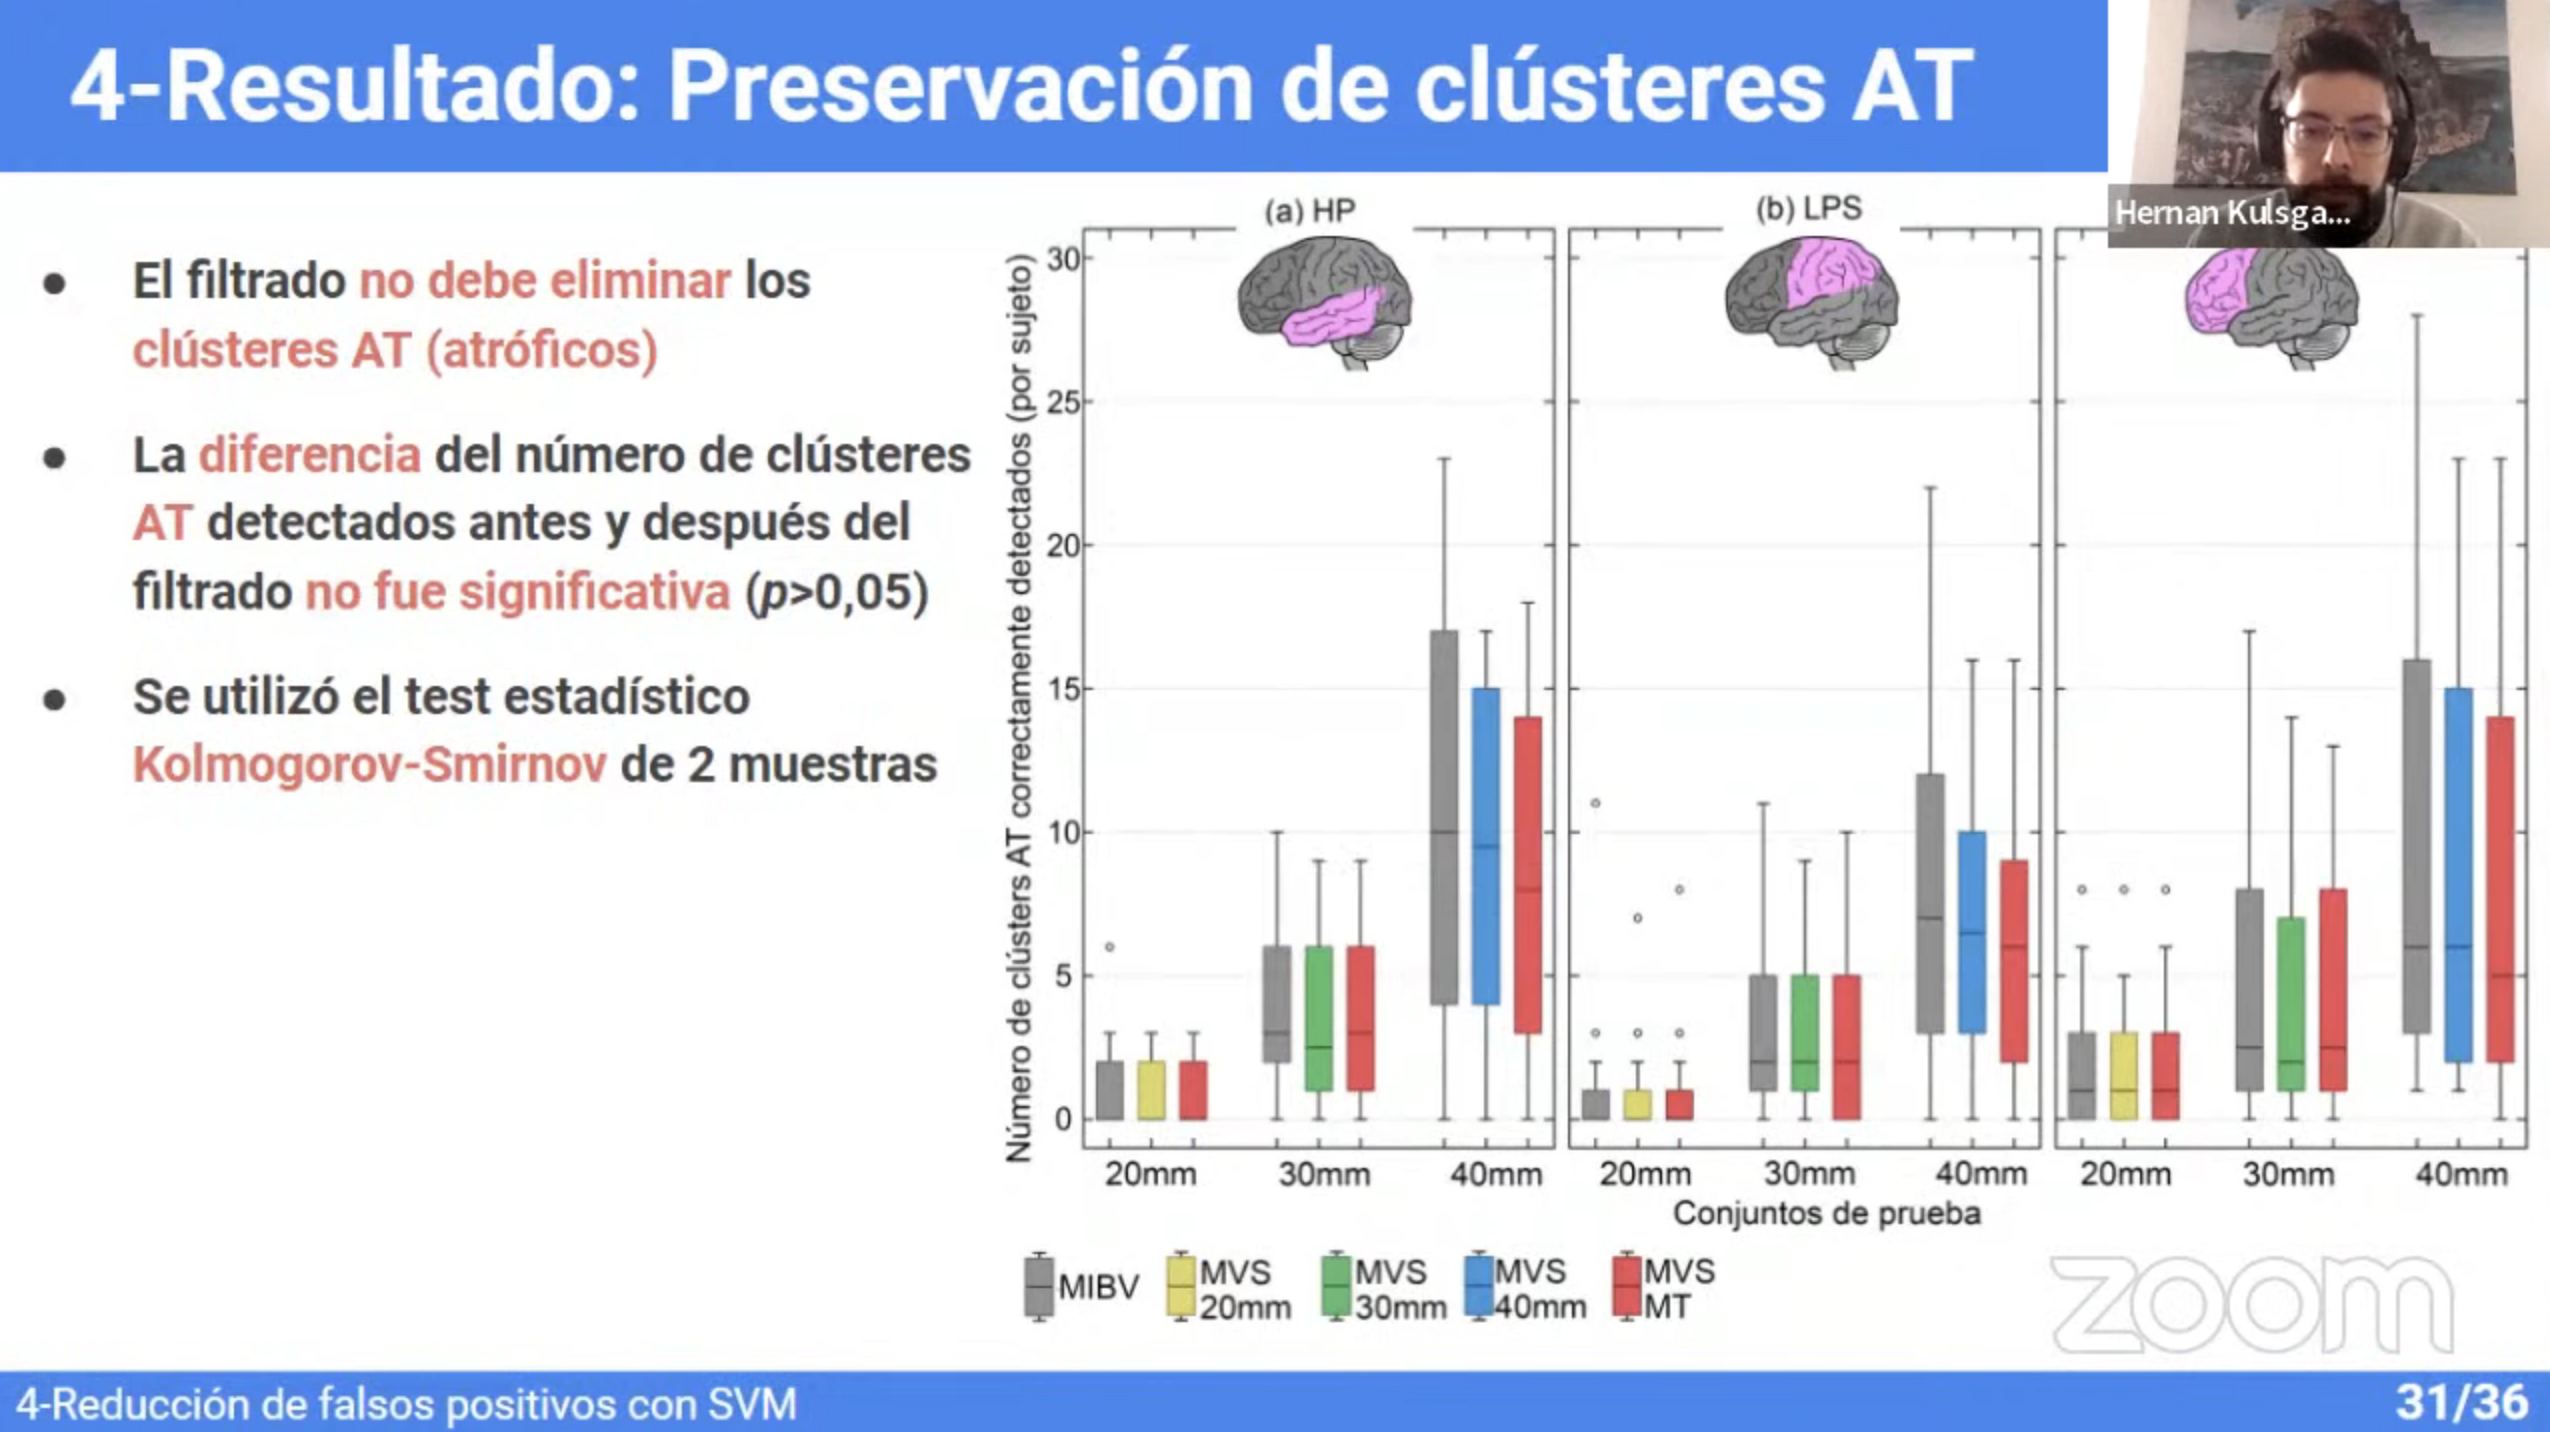 4-Resultado: Preservación de clústeres AT
Hernan Kulsga...
● El filtrado no debe eliminar los
clústeres AT (atróficos)
● La diferencia del número de clústeres
AT detectados antes y después del
filtrado no fue significativa (p>0,05)
● Se utilizó el test estadístico
Kolmogorov-Smirnov de 2 muestras
Número de clústers AT correctamente detectados (por sujeto)
(a) HP
(b) LPS
30
25
20
15
10
5
0
20mm 30mm 40mm 20mm 30mm 40mm 20mm 30mm 40mm
Conjuntos de prueba
MIBV
MVS
20mm
MVS
30mm
MVS
40mm
MVS
MT
zoom
4-Reducción de falsos positivos con SVM
31/36